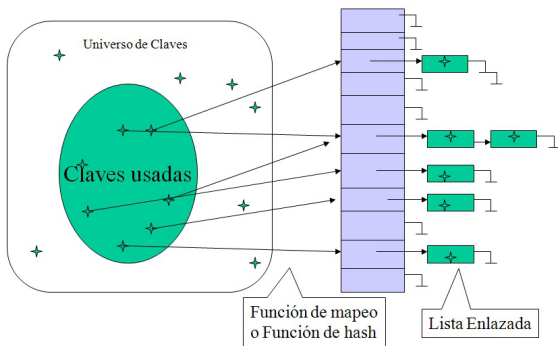 Universo de Claves
Claves usadas
Función de mapeo
o Función de hash
Lista Enlazada